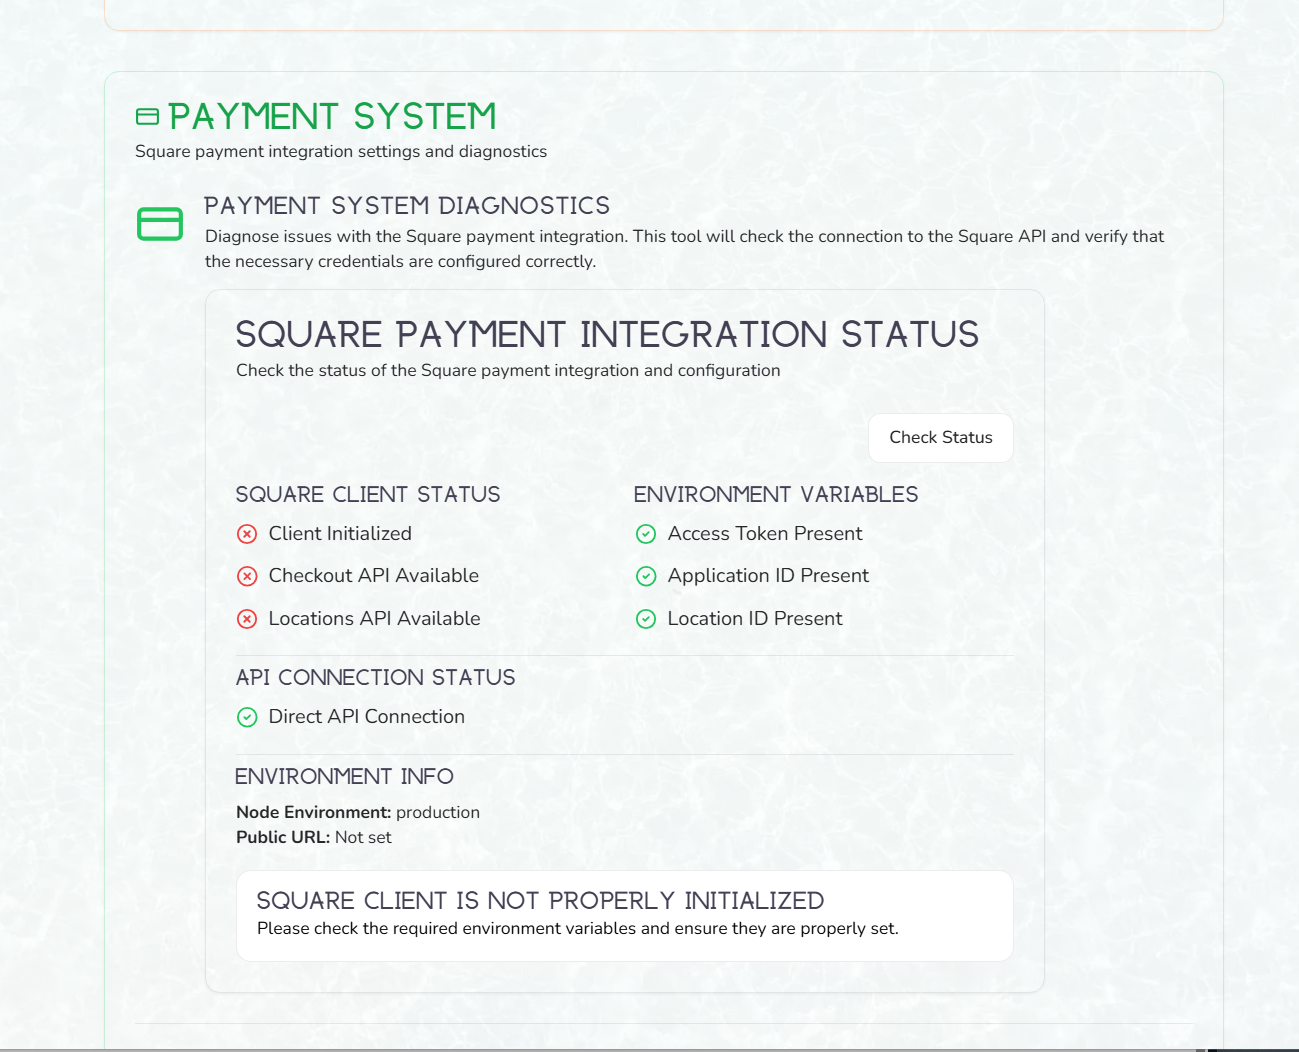 PAYMENT SYSTEM
Square payment integration settings and diagnostics
PAYMENT SYSTEM DIAGNOSTICS
Diagnose issues with the Square payment integration. This tool will check the connection to the Square API and verify that
the necessary credentials are configured correctly.
SQUARE PAYMENT INTEGRATION STATUS
Check the status of the Square payment integration and configuration
Check Status
SQUARE CLIENT STATUS
Client Initialized
Checkout API Available
Locations API Available
ENVIRONMENT VARIABLES
Access Token Present
Application ID Present
Location ID Present
API CONNECTION STATUS
Direct API Connection
ENVIRONMENT INFO
Node Environment: production
Public URL: Not set
SQUARE CLIENT IS NOT PROPERLY INITIALIZED
Please check the required environment variables and ensure they are properly set.